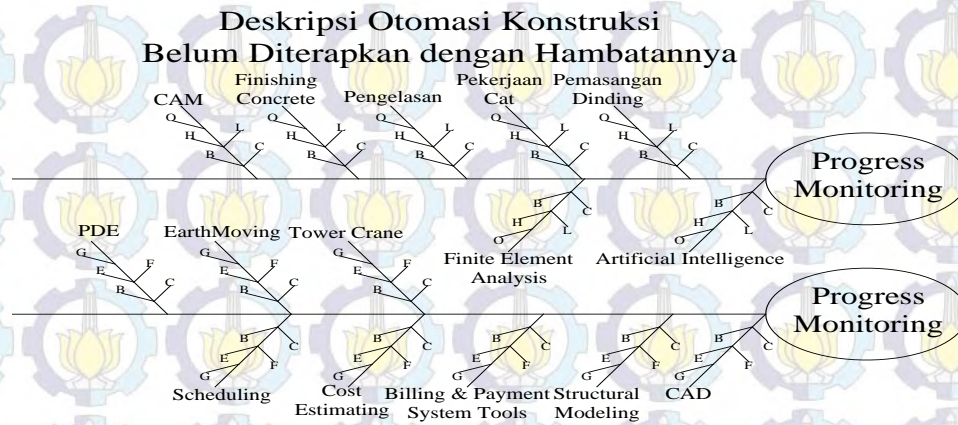 Deskripsi Otomasi Konstruksi
Belum Diterapkan dengan Hambatannya
CAM
Finishing
Concrete
Pengelasan
Pekerjaan
Cat
Pemasangan
Dinding
O
H
B
L
C
O
H
B
L
C
O
H
B
L
C
O
H
B
L
C
O
H
B
L
C
Progress
Monitoring
B
C
H
L
O
Finite Element
Analysis
B
C
H
L
O
Artificial Intelligence
PDE
EarthMoving
Tower Crane
G
E
B
F
C
G
E
B
F
C
G
E
B
F
C
Progress
Monitoring
B
C
E
F
G
Scheduling
B
C
E
F
G
Cost
Estimating
B
C
E
F
G
Billing & Payment
System Tools
B
C
E
F
G
Structural
Modeling
B
C
E
F
G
CAD